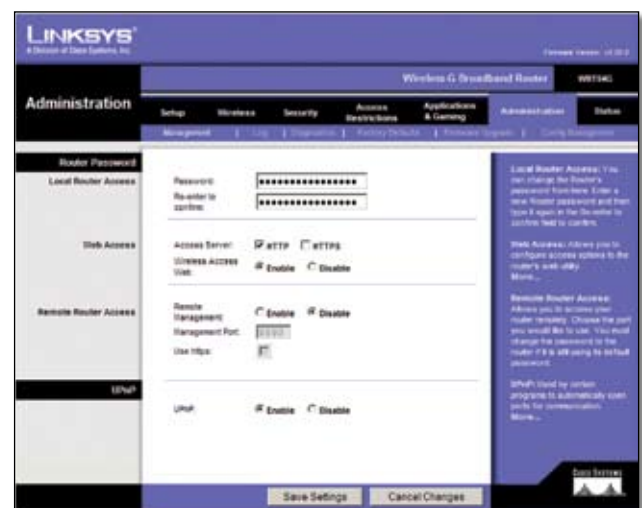 LINKSYS®
A Division of Cisco Systems, Inc.
Firmware Version:
Wireless-G Broadband Router
WRT54G
Administration
Setup
Wireless
Security
Access Restrictions
Applications & Gaming
Administration
Status
Management | Log | Diagnostics | Factory Defaults | Firmware Upgrade | Config Management
Router Password
Local Router Access
Password:
Re-enter to confirm:
Web Access
Access Server:
HTTP
HTTPS
Wireless Access Web:
Enable
Disable
Remote Router Access
Remote Management:
Enable
Disable
Management Port:
Use https:
UPnP
UPnP:
Enable
Disable
Local Router Access: You
can change the Router's
password from here. Enter a
new Router password and then
type it again in the Re-enter to
confirm field to confirm.
Web Access: Allows you to
configure access options to the
router's web utility.
More...
Remote Router Access:
Allows you to access your
router remotely. Choose the port
you would like to use. You must
change the password to the
router if it is still using its default
password.
UPnP: Used by certain
programs to automatically open
ports for communication.
More...
Save Settings
Cancel Changes
CISCO SYSTEMS